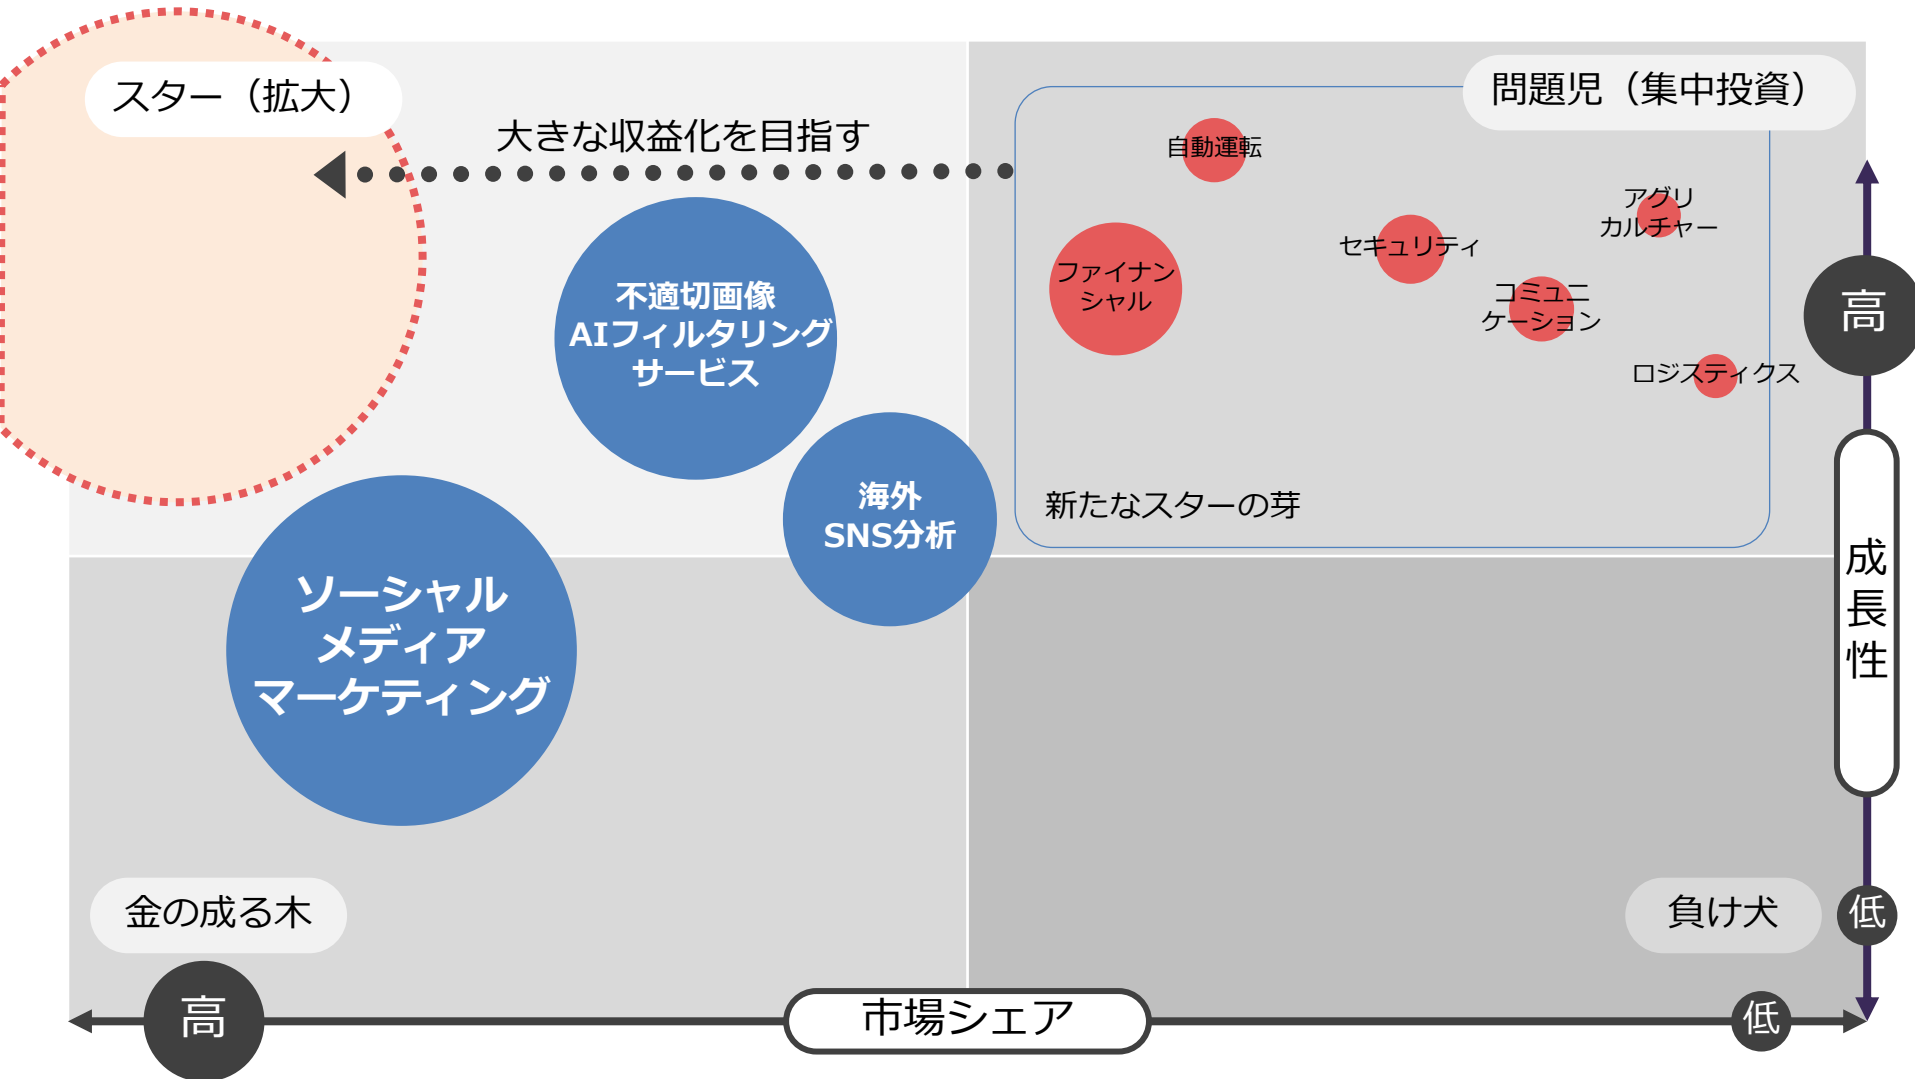 スター（拡大）
問題児（集中投資）
大きな収益化を目指す
自動運転
アグリ
カルチャー
セキュリティ
ファイナン
シャル
コミュニ
ケーション
ロジスティクス
新たなスターの芽
不適切画像
AIフィルタリング
サービス
海外
SNS分析
ソーシャル
メディア
マーケティング
高
成長性
低
金の成る木
負け犬
高
市場シェア
低